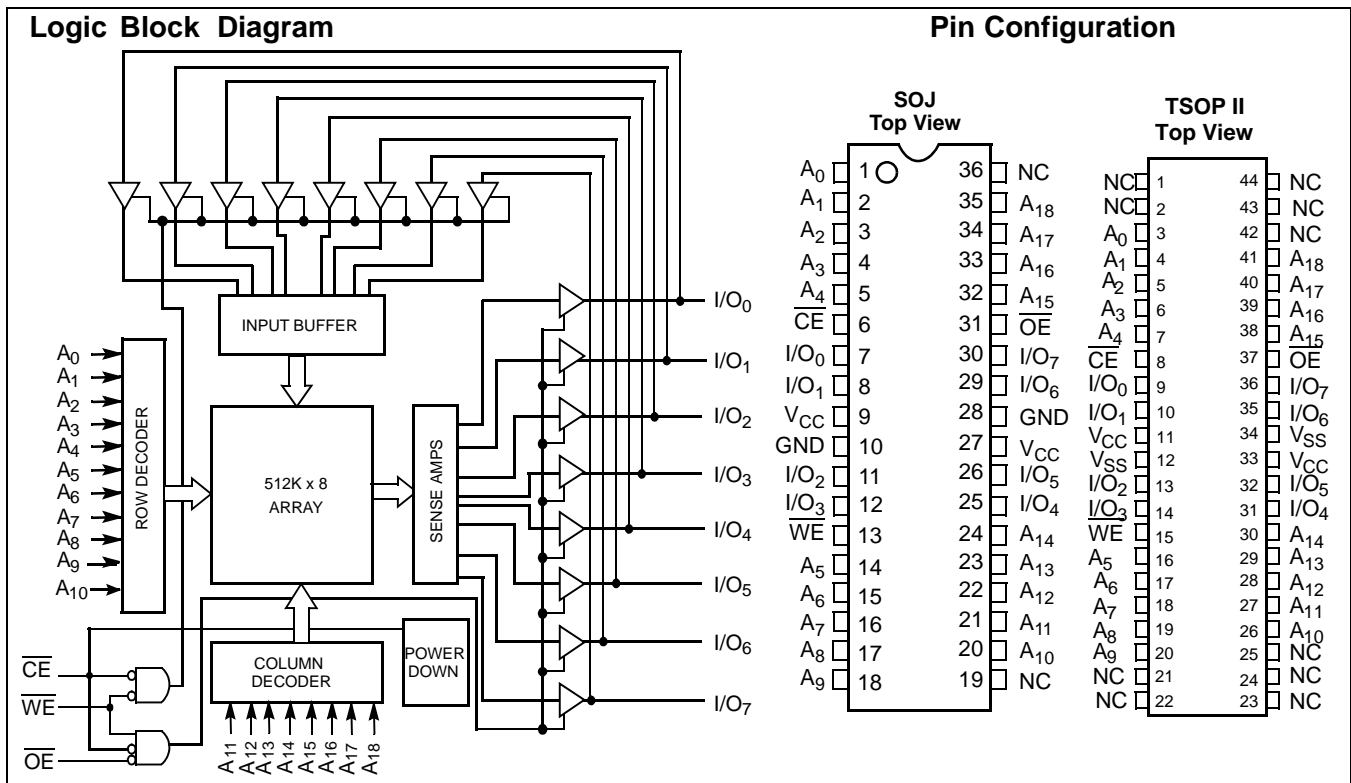 Logic Block Diagram
INPUT BUFFER
A0
A1
A2
A3
A4
A5
A6
A7
A8
A9
A10
ROW DECODER
512K x 8
ARRAY
SENSE AMPS
I/O0
I/O1
I/O2
I/O3
I/O4
I/O5
I/O6
I/O7
COLUMN
DECODER
POWER
DOWN
CE
WE
OE
A11
A12
A13
A14
A15
A16
A17
A18
Pin Configuration
SOJ
Top View
A0 1 36 NC
A1 2 35 A18
A2 3 34 A17
A3 4 33 A16
A4 5 32 A15
CE 6 31 OE
I/O0 7 30 I/O7
I/O1 8 29 I/O6
VCC 9 28 GND
GND 10 27 VCC
I/O2 11 26 I/O5
I/O3 12 25 I/O4
WE 13 24 A14
A5 14 23 A13
A6 15 22 A12
A7 16 21 A11
A8 17 20 A10
A9 18 19 NC
TSOP II
Top View
NC 1 44 NC
NC 2 43 NC
A0 3 42 NC
A1 4 41 A18
A2 5 40 A17
A3 6 39 A16
A4 7 38 A15
CE 8 37 OE
I/O0 9 36 I/O7
I/O1 10 35 I/O6
VCC 11 34 VSS
VSS 12 33 VCC
I/O2 13 32 I/O5
I/O3 14 31 I/O4
WE 15 30 A14
A5 16 29 A13
A6 17 28 A12
A7 18 27 A11
A8 19 26 A10
A9 20 25 NC
NC 21 24 NC
NC 22 23 NC